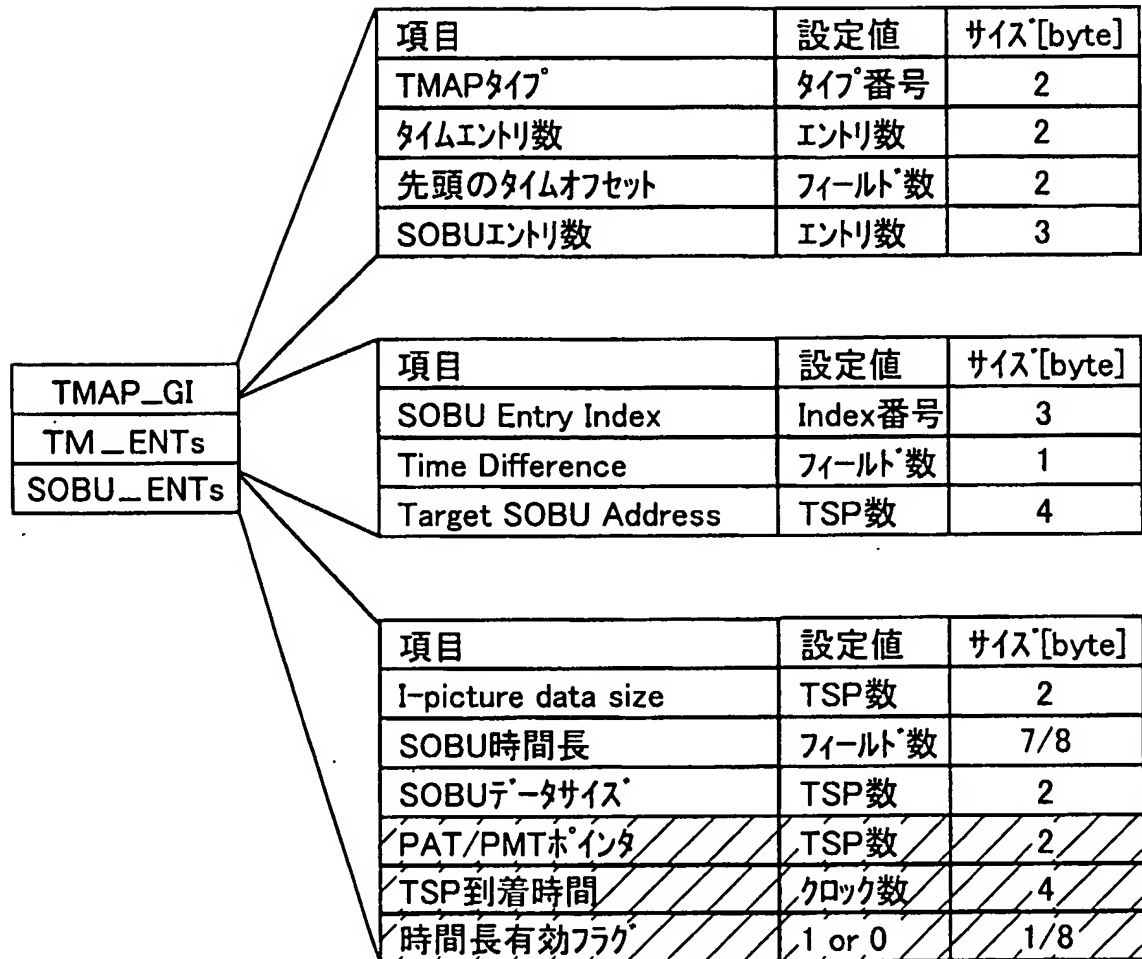 項目 設定値 ｻｲｽﾞ[byte]
TMAPﾀｲﾌﾟ ﾀｲﾌﾟ番号 2
ﾀｲﾑｴﾝﾄﾘ数 ｴﾝﾄﾘ数 2
先頭のﾀｲﾑｵﾌｾｯﾄ ﾌｨｰﾙﾄﾞ数 2
SOBUｴﾝﾄﾘ数 ｴﾝﾄﾘ数 3
TMAP_GI
TM_ENTs
SOBU_ENTs
項目 設定値 ｻｲｽﾞ[byte]
SOBU Entry Index Index番号 3
Time Difference ﾌｨｰﾙﾄﾞ数 1
Target SOBU Address TSP数 4
項目 設定値 ｻｲｽﾞ[byte]
I-picture data size TSP数 2
SOBU時間長 ﾌｨｰﾙﾄﾞ数 7/8
SOBUﾃﾞｰﾀｻｲｽﾞ TSP数 2
PAT/PMTﾎﾟｲﾝﾀ TSP数 2
TSP到着時間 ｸﾛｯｸ数 4
時間長有効ﾌﾗｸﾞ 1 or 0 1/8